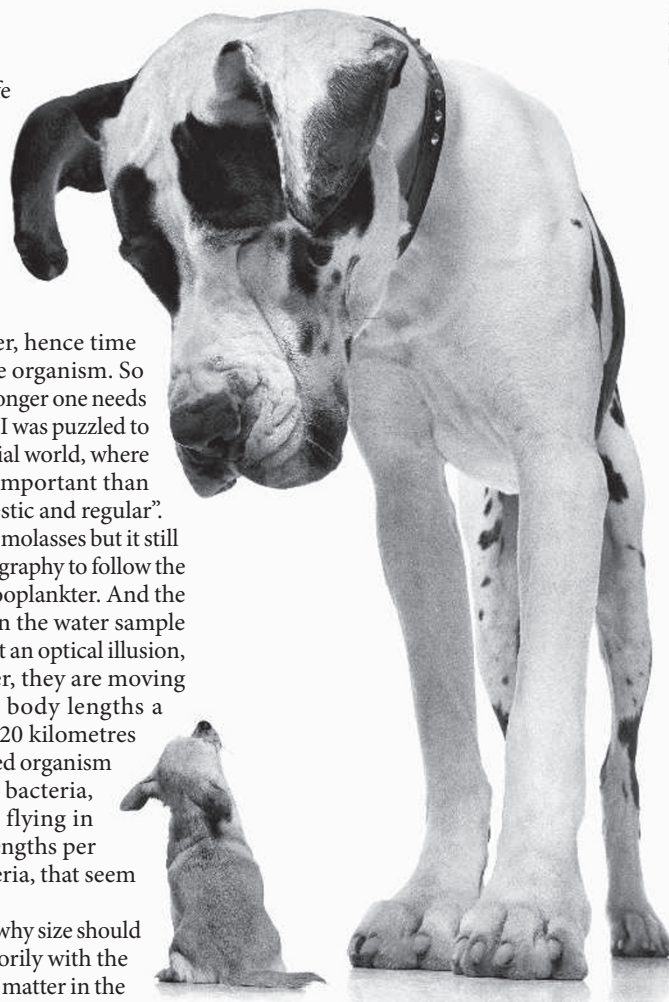 fe
er, hence time
e organism. So
onger one needs
I was puzzled to
ial world, where
mportant than
stic and regular”.
molasses but it still
graphy to follow the
ooplankter. And the
n the water sample
t an optical illusion,
er, they are moving
body lengths a
20 kilometres
ed organism
bacteria,
flying in
engths per
eria, that seem
why size should
orily with the
matter in the